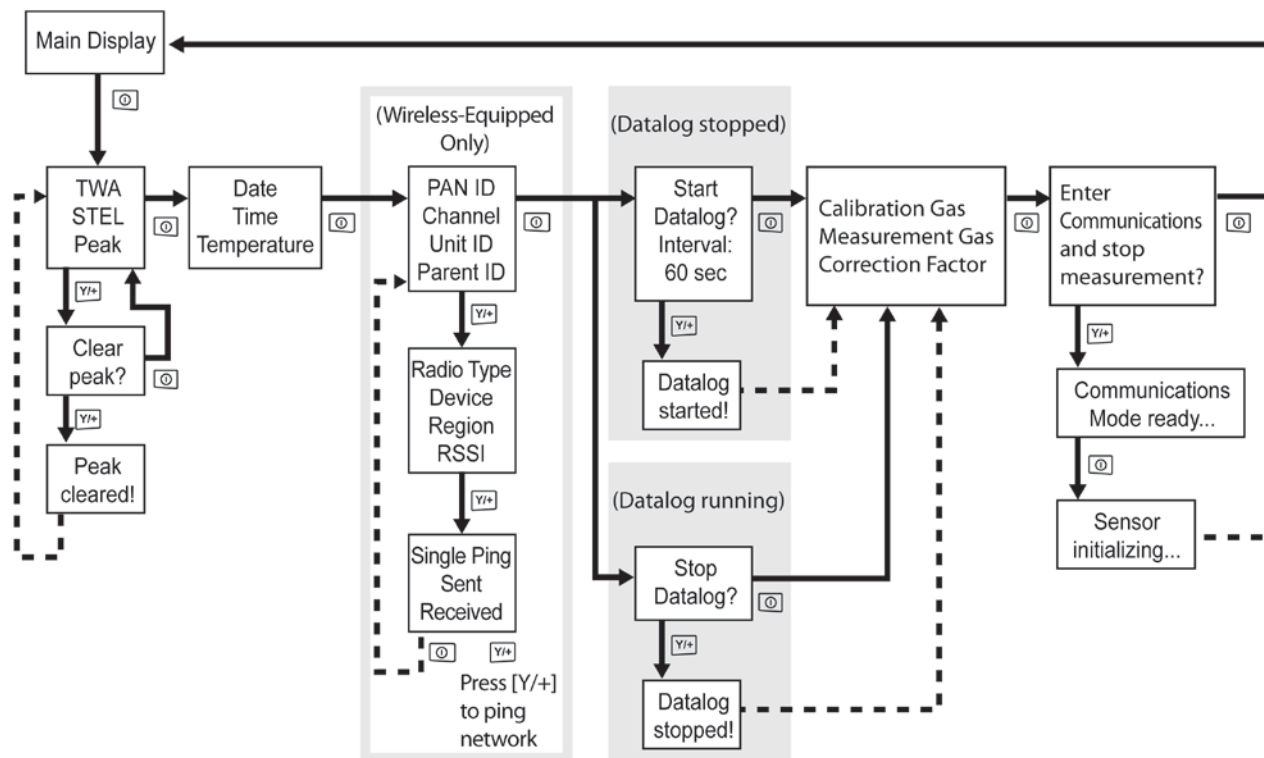 Main Display
TWA
STEL
Peak
Y/+
Clear
peak?
Y/+
Peak
cleared!
Date
Time
Temperature
(Wireless-Equipped
Only)
PAN ID
Channel
Unit ID
Parent ID
Y/+
Radio Type
Device
Region
RSSI
Y/+
Single Ping
Sent
Received
Y/+
Press [Y/+]
to ping
network
(Datalog stopped)
Start
Datalog?
Interval:
60 sec
Y/+
Datalog
started!
(Datalog running)
Stop
Datalog?
Y/+
Datalog
stopped!
Calibration Gas
Measurement Gas
Correction Factor
Enter
Communications
and stop
measurement?
Y/+
Communications
Mode ready...
Sensor
initializing...